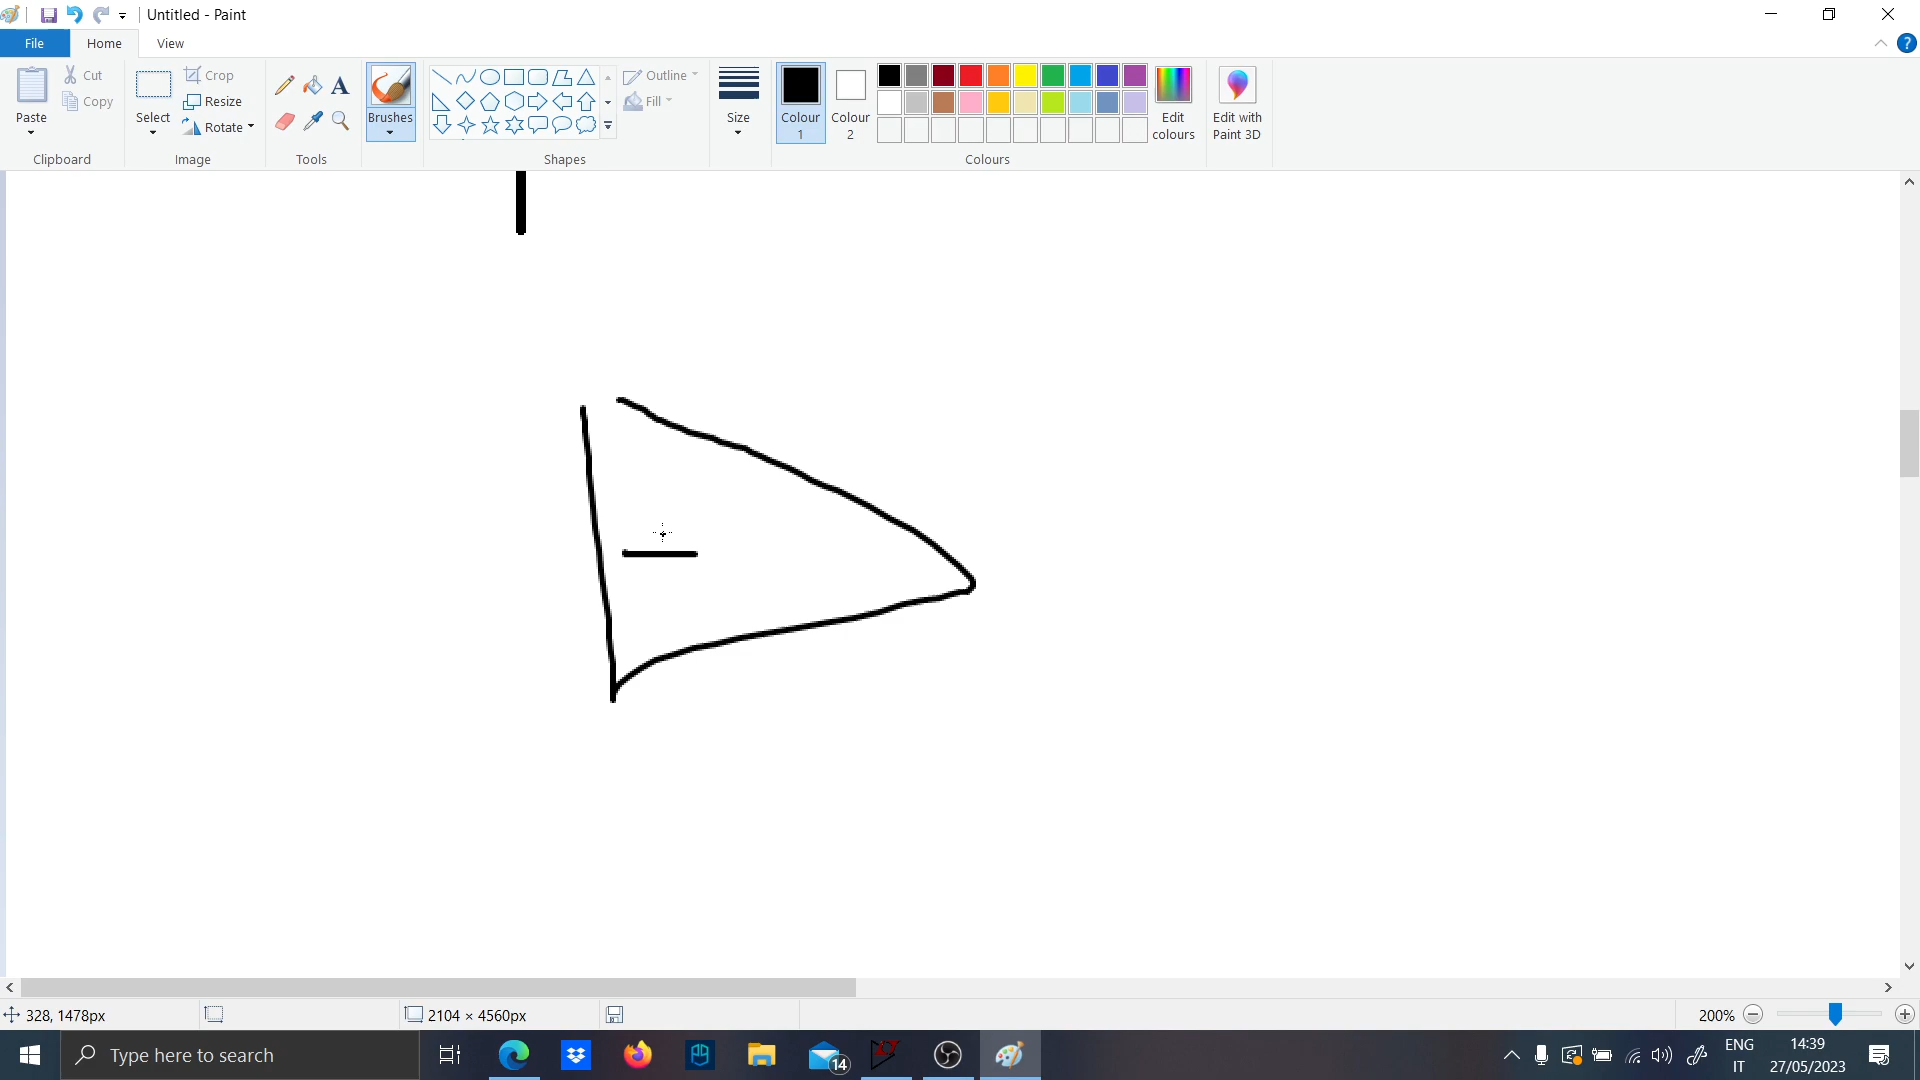 Untitled - Paint
File Home View
Paste
Cut
Copy
Clipboard
Select
Crop
Resize
Rotate
Image
A
Tools
Brushes
Outline
Fill
Shapes
Size
Colour 1
Colour 2
Edit colours
Colours
Edit with Paint 3D
?
328, 1478px
2104 × 4560px
200%
Type here to search
14
ENG
IT
14:39
27/05/2023